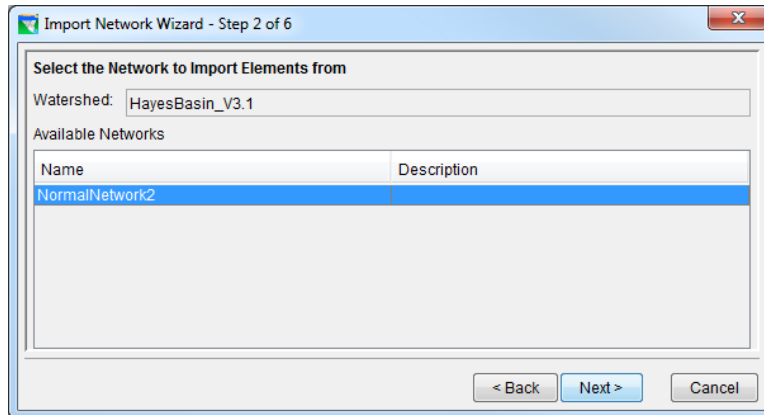 Import Network Wizard - Step 2 of 6
Select the Network to Import Elements from
Watershed: HayesBasin_V3.1
Available Networks
Name Description
NormalNetwork2
< Back Next > Cancel